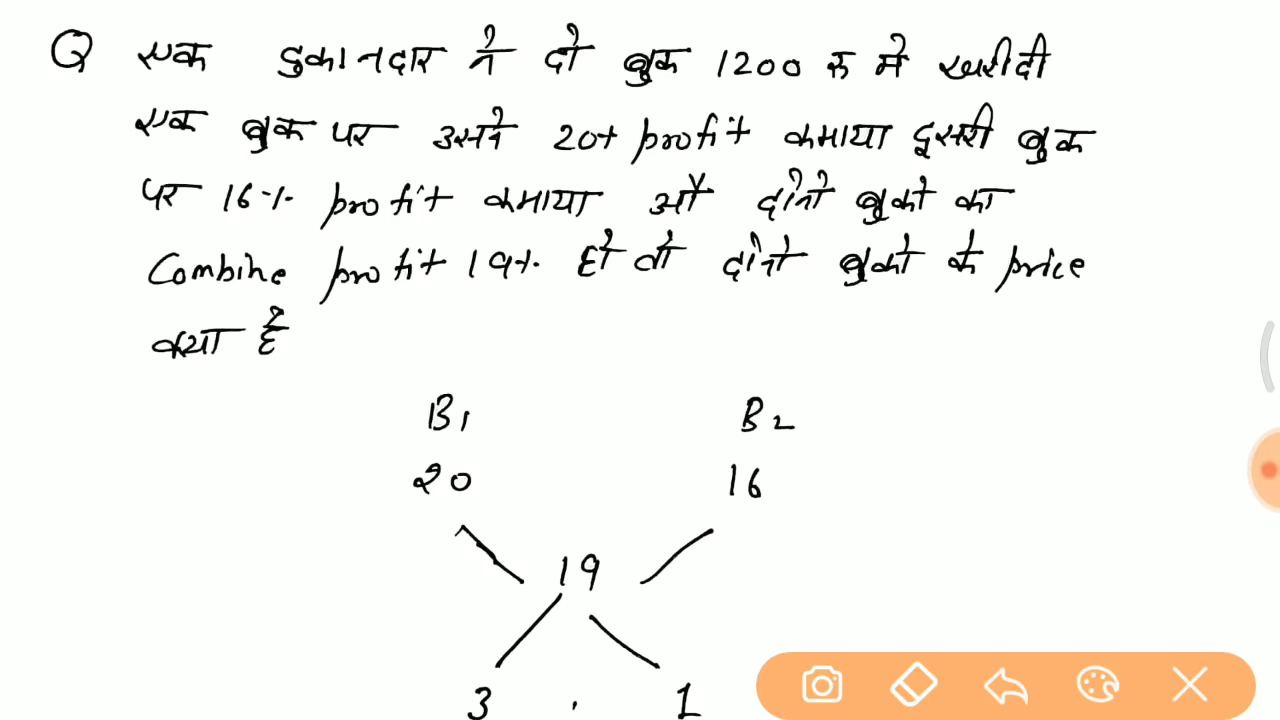 Q एक दुकानदार ने दो बुक 1200 रु मे खरीदी
एक बुक पर उसने 20% profit कमाया दूसरी बुक
पर 16% profit कमाया और दोनो बुको का
Combine profit 19% हो तो दोनो बुको के price
क्या है
B1 B2
20 16
19
3 : 1